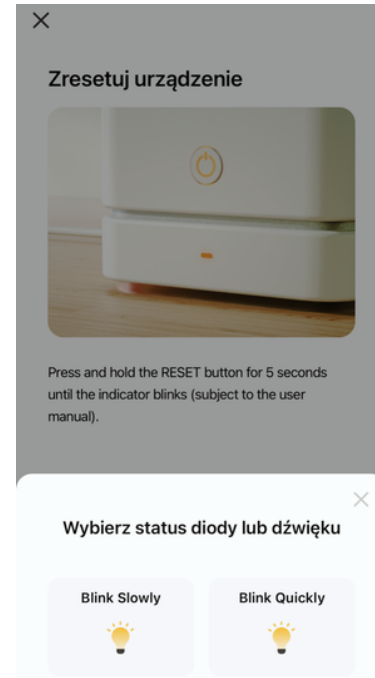 Zresetuj urządzenie
Press and hold the RESET button for 5 seconds
until the indicator blinks (subject to the user
manual).
Wybierz status diody lub dźwięku
Blink Slowly
Blink Quickly